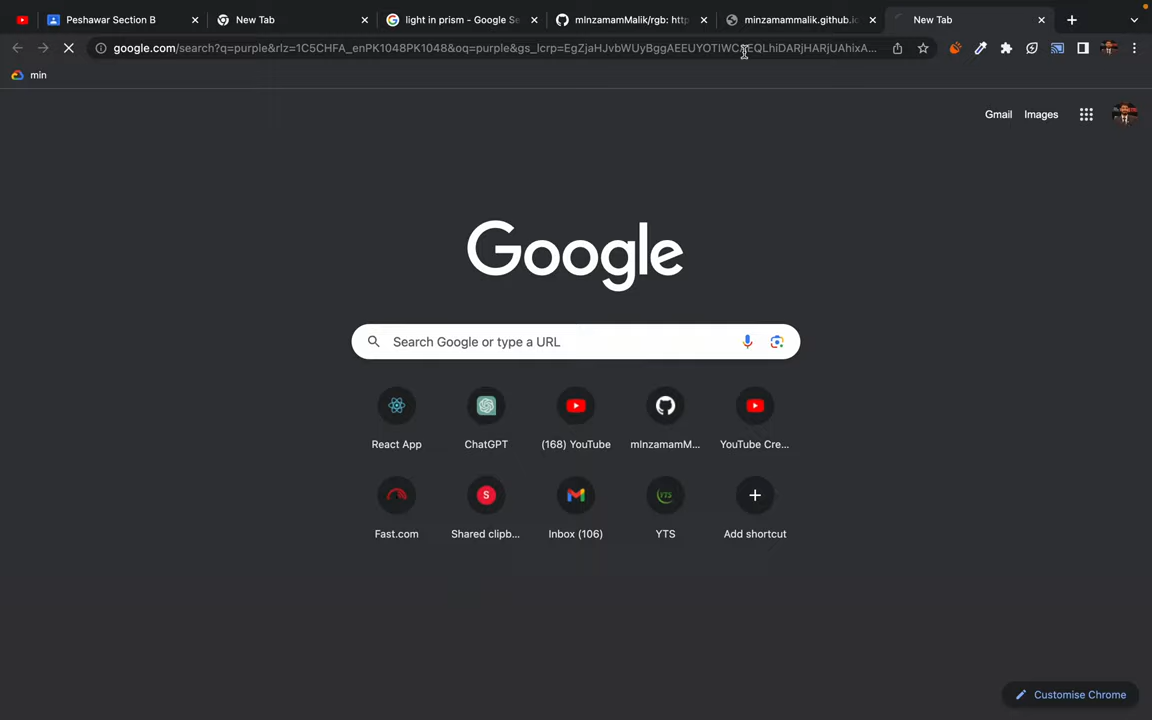 Peshawar Section B
New Tab
light in prism - Google Se
mInzamamMalik/rgb: http
minzamammalik.github.io
New Tab
google.com/search?q=purple&rlz=1C5CHFA_enPK1048PK1048&oq=purple&gs_lcrp=
min
Gmail
Images
Google
Search Google or type a URL
React App
ChatGPT
(168) YouTube
mInzamamM...
YouTube Cre...
Fast.com
Shared clipb...
Inbox (106)
YTS
Add shortcut
Customise Chrome